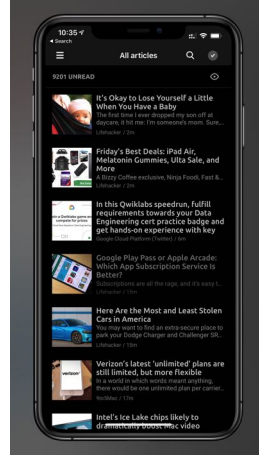 10:35
Search
All articles
9201 UNREAD
It's Okay to Lose Yourself a Little
When You Have a Baby
The first time I ever dropped my son off at
daycare, it hit me: I'm someone's mom. Sure,...
Lifehacker / 2m
Friday's Best Deals: iPad Air,
Melatonin Gummies, Ulta Sale, and
More
A Bizzy Coffee exclusive, Ninja Foodi, Fast &...
Lifehacker / 2m
In this Qwiklabs speedrun, fulfill
requirements towards your Data
Engineering cert practice badge and
get hands-on experience with key
Google Cloud Platform (Twitter) / 6m
Google Play Pass or Apple Arcade:
Which App Subscription Service Is
Better?
Subscriptions are all the rage, and it's easy t...
Lifehacker / 15m
Here Are the Most and Least Stolen
Cars in America
You may want to find an extra secure place to
park your Dodge Charger and Challenger SR...
Lifehacker / 15m
Verizon's latest 'unlimited' plans are
still limited, but more flexible
In a world in which words meant anything,
there would be one unlimited plan per carrier...
9to5Mac / 17m
verizon
Intel's Ice Lake chips likely to
dramatically boost Mac video